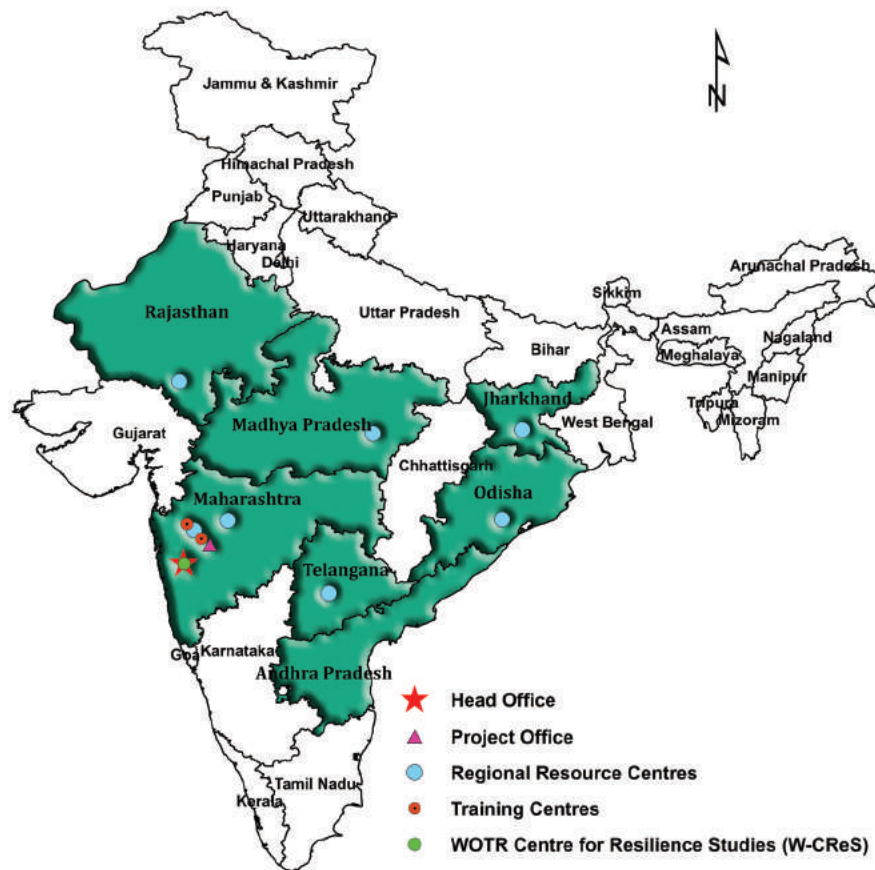 Jammu & Kashmir
N
Himachal Pradesh
Punjab
Uttarakhand
Haryana
Delhi
Arunachal Pradesh
Sikkim
Rajasthan
Uttar Pradesh
Assam
Nagaland
Bihar
Meghalaya
Manipur
Jharkhand
Tripura
Mizoram
Madhya Pradesh
West Bengal
Gujarat
Chhattisgarh
Maharashtra
Odisha
Telangana
Goa
Karnataka
Andhra Pradesh
Head Office
Project Office
Regional Resource Centres
Tamil Nadu
Kerala
Training Centres
WOTR Centre for Resilience Studies (W-CReS)